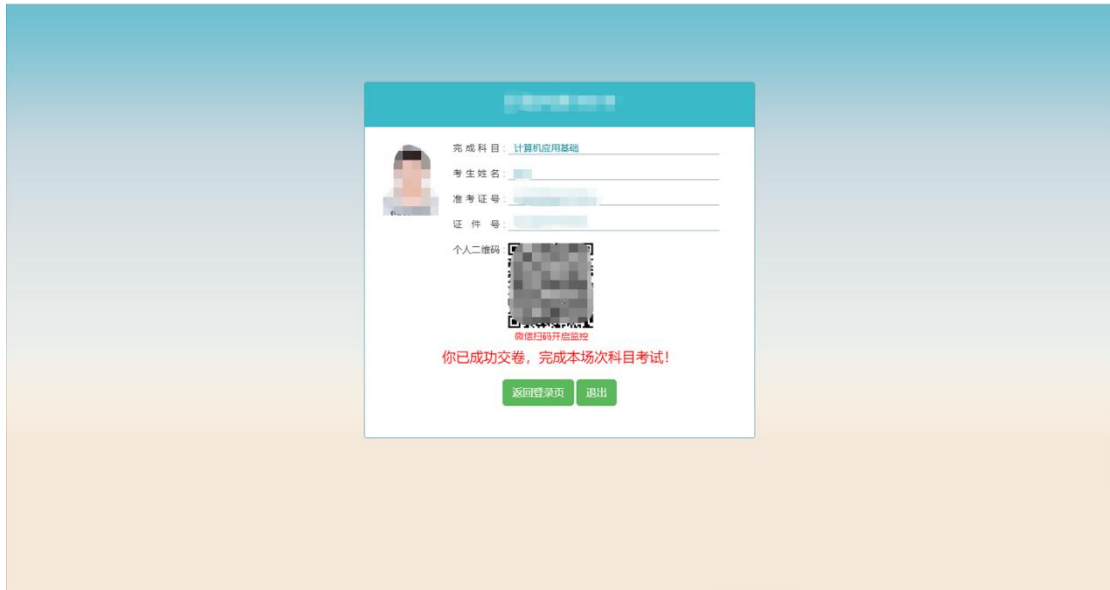 完成科目: 计算机应用基础
考生姓名:
准考证号:
证 件 号:
个人二维码:
微信扫码开启监控
你已成功交卷，完成本场次科目考试！
返回登录页 退出